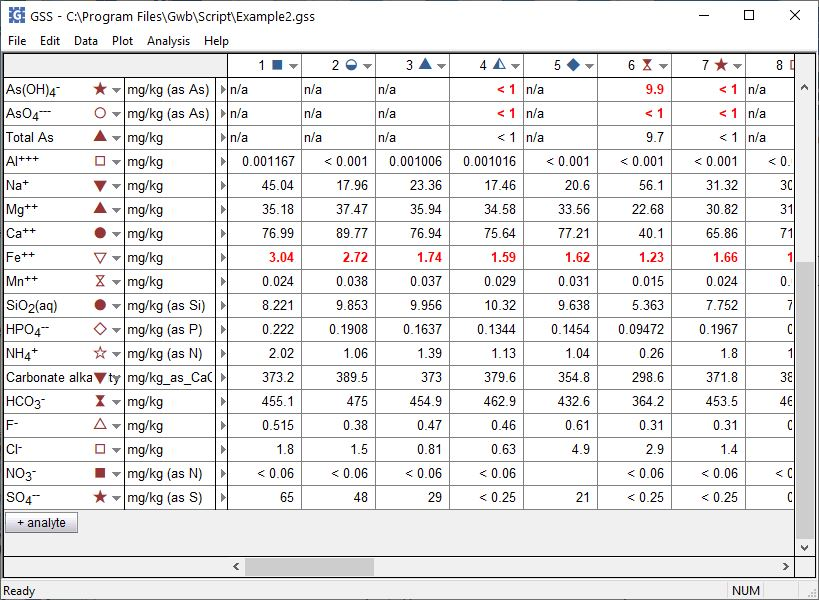 GSS - C:\Program Files\Gwb\Script\Example2.gss
File Edit Data Plot Analysis Help
1 2 3 4 5 6 7 8
As(OH)4- mg/kg (as As) n/a n/a n/a < 1 n/a 9.9 < 1 n/a
AsO4--- mg/kg (as As) n/a n/a n/a < 1 n/a < 1 < 1 n/a
Total As mg/kg n/a n/a n/a < 1 n/a 9.7 < 1 n/a
Al+++ mg/kg 0.001167 < 0.001 0.001006 0.001016 < 0.001 < 0.001 < 0.001 < 0.
Na+ mg/kg 45.04 17.96 23.36 17.46 20.6 56.1 31.32 30
Mg++ mg/kg 35.18 37.47 35.94 34.58 33.56 22.68 30.82 31
Ca++ mg/kg 76.99 89.77 76.94 75.64 77.21 40.1 65.86 71
Fe++ mg/kg 3.04 2.72 1.74 1.59 1.62 1.23 1.66 1
Mn++ mg/kg 0.024 0.038 0.037 0.029 0.031 0.015 0.024 0.
SiO2(aq) mg/kg (as Si) 8.221 9.853 9.956 10.32 9.638 5.363 7.752 7
HPO4-- mg/kg (as P) 0.222 0.1908 0.1637 0.1344 0.1454 0.09472 0.1967 0
NH4+ mg/kg (as N) 2.02 1.06 1.39 1.13 1.04 0.26 1.8 1
Carbonate alka ty mg/kg_as_CaC 373.2 389.5 373 379.6 354.8 298.6 371.8 38
HCO3- mg/kg 455.1 475 454.9 462.9 432.6 364.2 453.5 46
F- mg/kg 0.515 0.38 0.47 0.46 0.61 0.31 0.31 0
Cl- mg/kg 1.8 1.5 0.81 0.63 4.9 2.9 1.4
NO3- mg/kg (as N) < 0.06 < 0.06 < 0.06 < 0.06 < 0.06 < 0.06 < 0
SO4-- mg/kg (as S) 65 48 29 < 0.25 21 < 0.25 < 0.25 0
+ analyte
Ready NUM